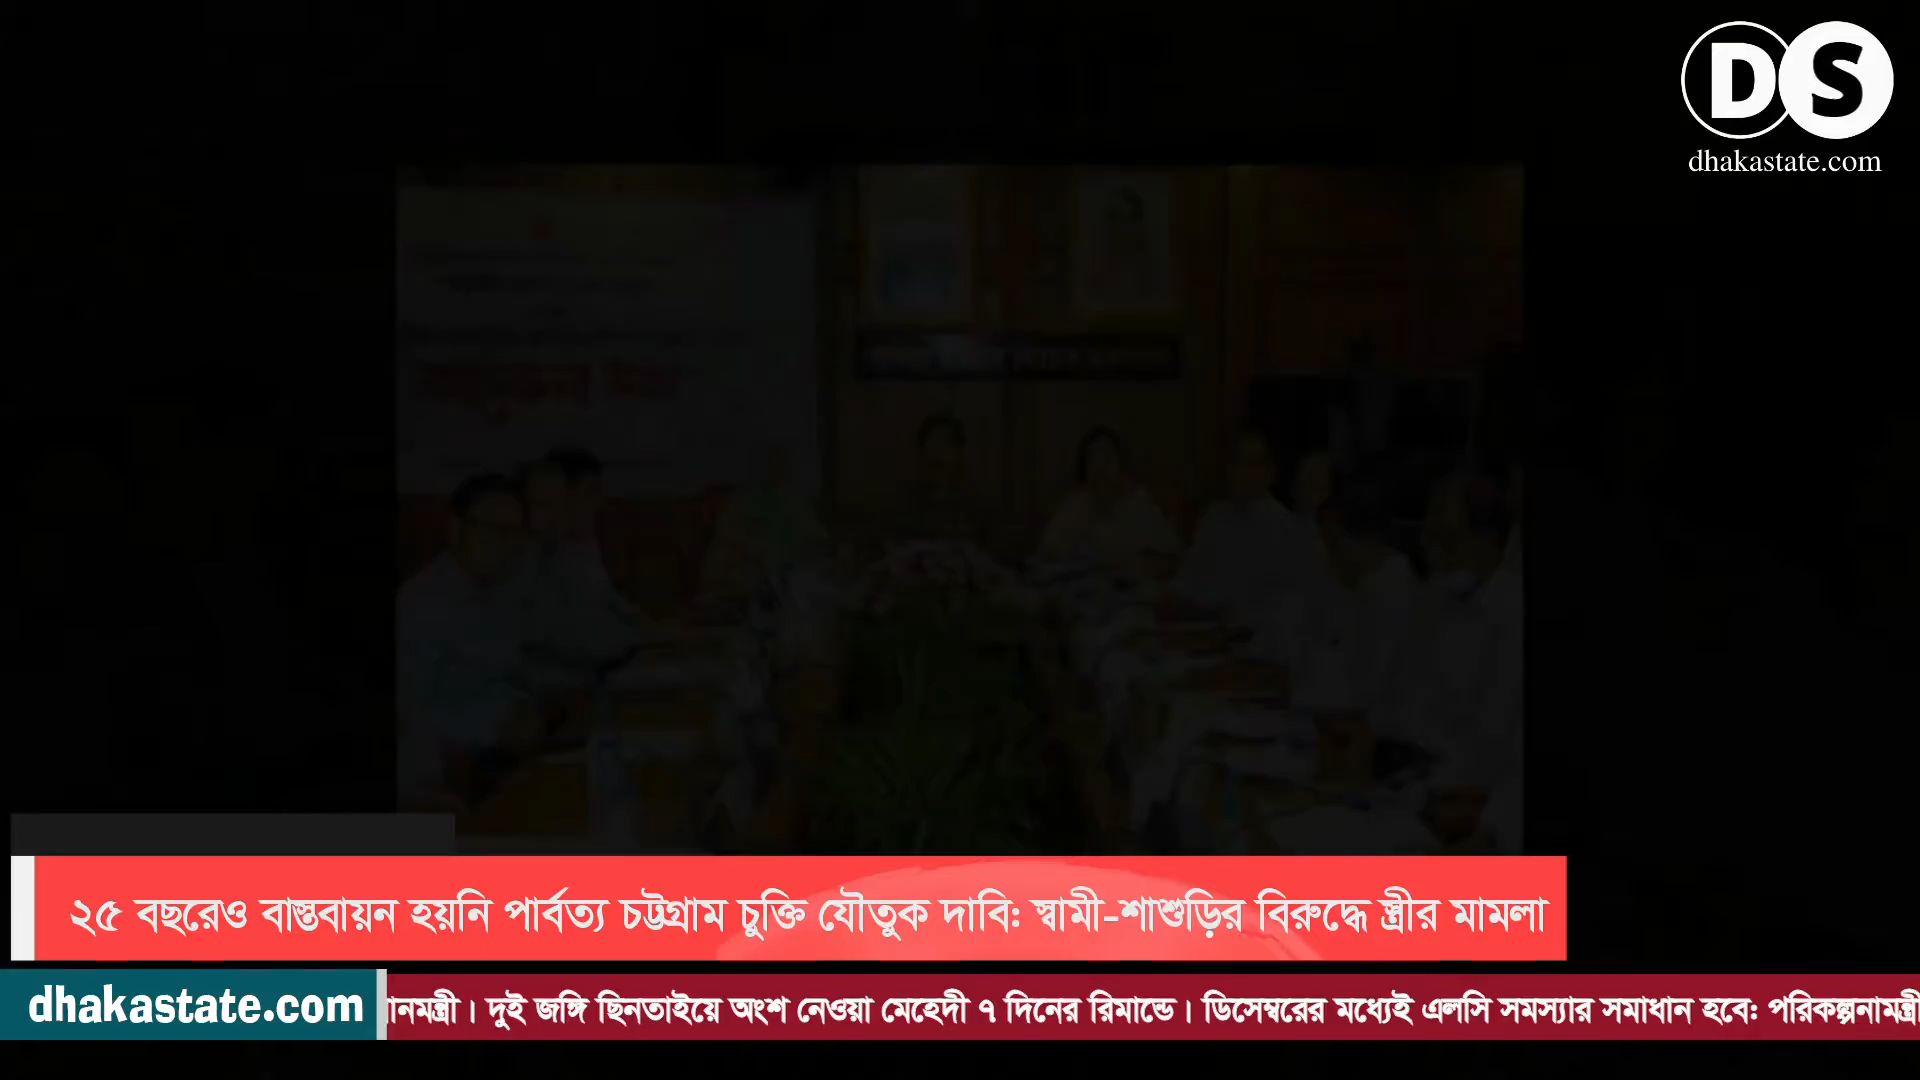 DS
dhakastate.com
২৫ বছরেও বাস্তবায়ন হয়নি পার্বত্য চট্টগ্রাম চুক্তি যৌতুক দাবি: স্বামী-শাশুড়ির বিরুদ্ধে স্ত্রীর মামলা
dhakastate.com
ানমন্ত্রী। দুই জঙ্গি ছিনতাইয়ে অংশ নেওয়া মেহেদী ৭ দিনের রিমান্ডে। ডিসেম্বরের মধ্যেই এলসি সমস্যার সমাধান হবে: পরিকল্পনামন্ত্রী